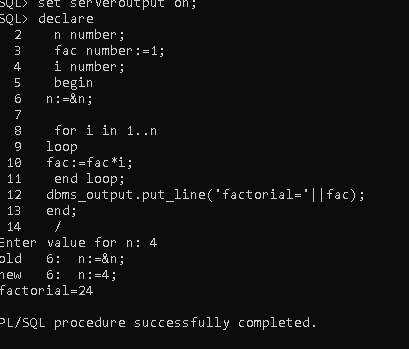 SQL> set serveroutput on;
SQL> declare
2 n number;
3 fac number:=1;
4 i number;
5 begin
6 n:=&n;
7
8 for i in 1..n
9 loop
10 fac:=fac*i;
11 end loop;
12 dbms_output.put_line('factorial='||fac);
13 end;
14 /
Enter value for n: 4
old 6: n:=&n;
new 6: n:=4;
factorial=24
PL/SQL procedure successfully completed.